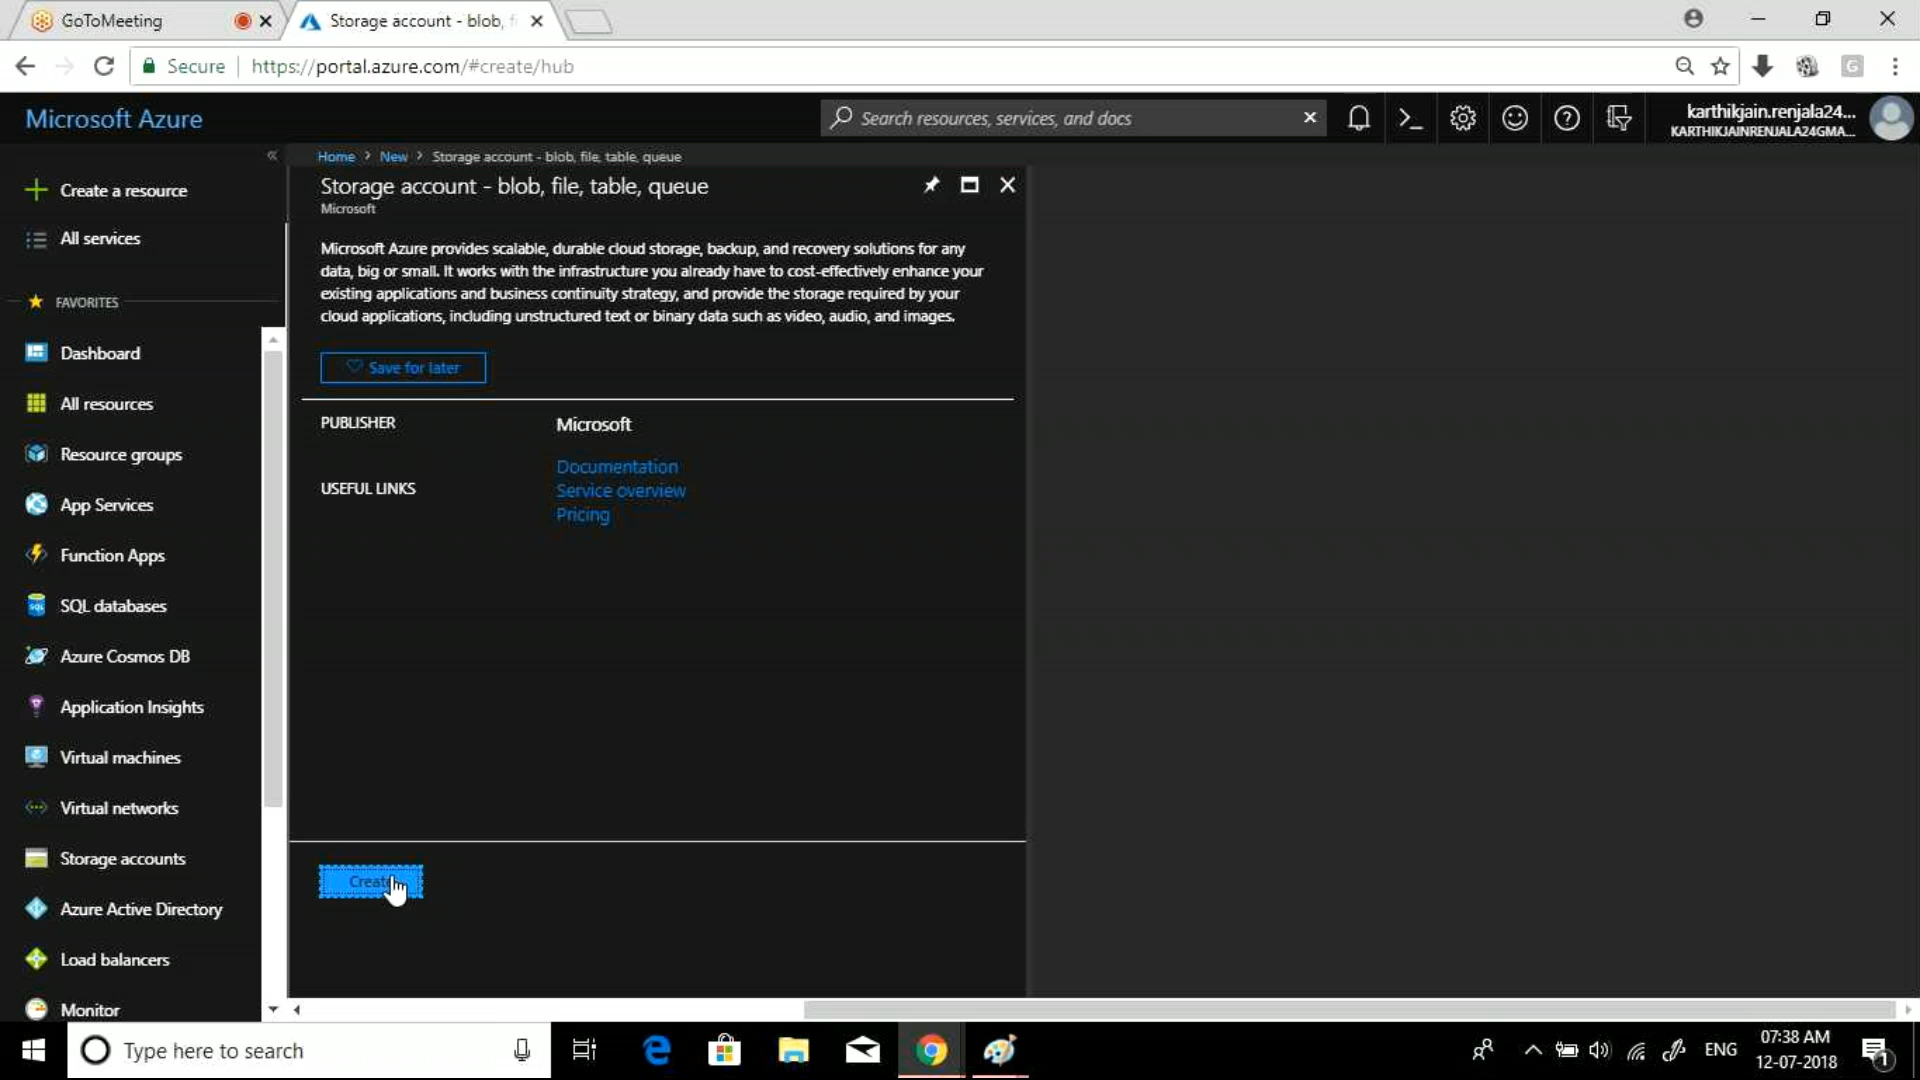 GoToMeeting
Storage account - blob, f
Secure
https://portal.azure.com/#create/hub
Microsoft Azure
Search resources, services, and docs
karthikjain.renjala24...
KARTHIKJAINRENJALA24GMA...
Home > New > Storage account - blob, file, table, queue
Storage account - blob, file, table, queue
Microsoft
Microsoft Azure provides scalable, durable cloud storage, backup, and recovery solutions for any
data, big or small. It works with the infrastructure you already have to cost-effectively enhance your
existing applications and business continuity strategy, and provide the storage required by your
cloud applications, including unstructured text or binary data such as video, audio, and images.
Save for later
PUBLISHER
Microsoft
USEFUL LINKS
Documentation
Service overview
Pricing
Create
Create a resource
All services
FAVORITES
Dashboard
All resources
Resource groups
App Services
Function Apps
SQL databases
Azure Cosmos DB
Application Insights
Virtual machines
Virtual networks
Storage accounts
Azure Active Directory
Load balancers
Monitor
Type here to search
ENG
07:38 AM
12-07-2018
1